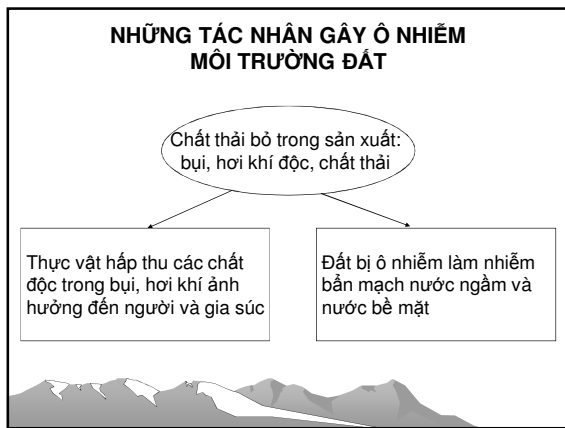 NHỮNG TÁC NHÂN GÂY Ô NHIỄM
MÔI TRƯỜNG ĐẤT
Chất thải bỏ trong sản xuất:
bụi, hơi khí độc, chất thải
Thực vật hấp thu các chất
độc trong bụi, hơi khí ảnh
hưởng đến người và gia súc
Đất bị ô nhiễm làm nhiễm
bẩn mạch nước ngầm và
nước bề mặt